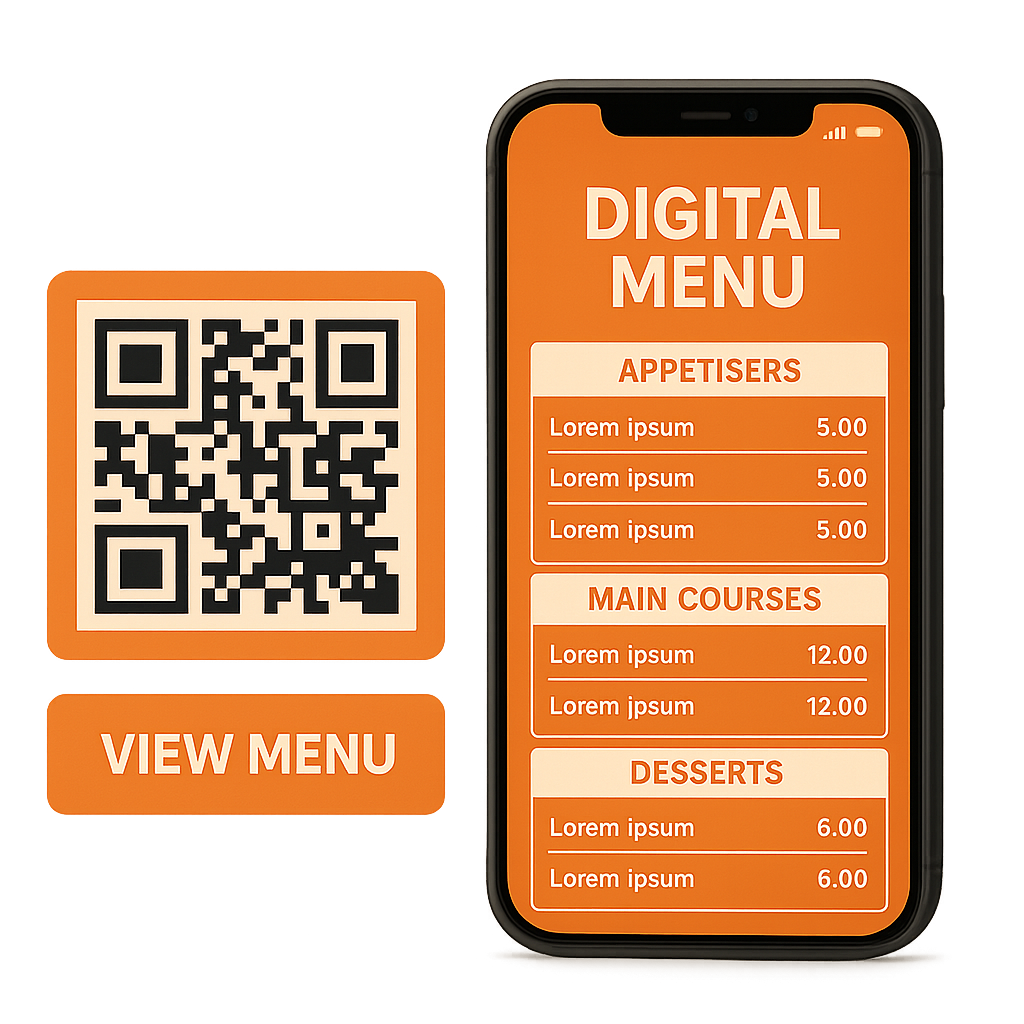 VIEW MENU
DIGITAL
MENU
APPETISERS
Lorem ipsum 5.00
Lorem ipsum 5.00
Lorem ipsum 5.00
MAIN COURSES
Lorem ipsum 12.00
Lorem jpsum 12.00
DESSERTS
Lorem ipsum 6.00
Lorem ipsum 6.00